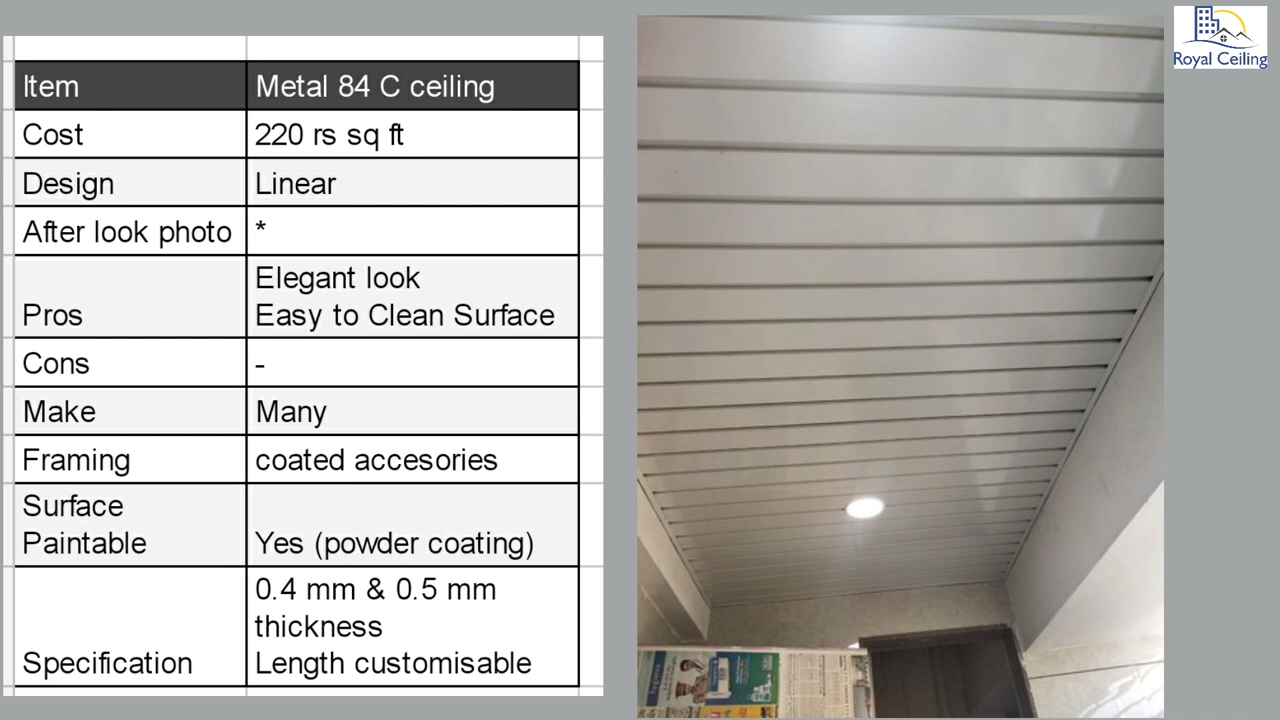 Item Metal 84 C ceiling
Cost 220 rs sq ft
Design Linear
After look photo *
Elegant look
Pros Easy to Clean Surface
Cons -
Make Many
Framing coated accesories
Surface
Paintable Yes (powder coating)
0.4 mm & 0.5 mm
thickness
Specification Length customisable
Royal Ceiling